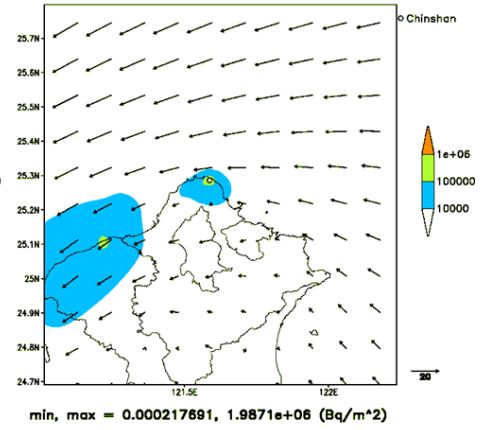 25.7N
Chinshan
25.6N
25.5N
25.4N
25.3N
25.2N
25.1N
25N
24.9N
24.8N
24.7N
1e+06
100000
10000
121.5E
122E
20
min, max = 0.000217691, 1.9871e+06 (Bq/m^2)